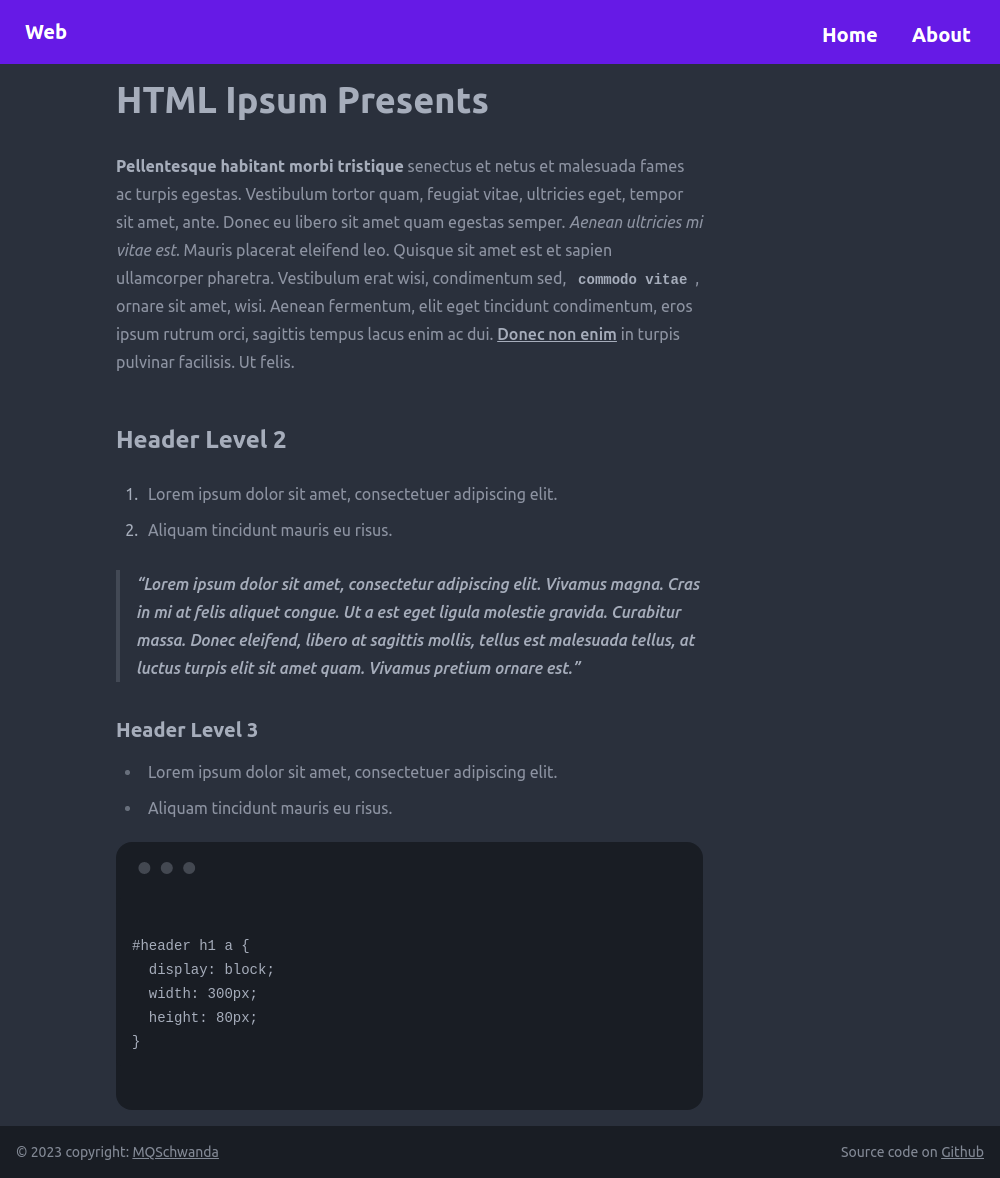 Web
Home About
HTML Ipsum Presents
Pellentesque habitant morbi tristique senectus et netus et malesuada fames
ac turpis egestas. Vestibulum tortor quam, feugiat vitae, ultricies eget, tempor
sit amet, ante. Donec eu libero sit amet quam egestas semper. Aenean ultricies mi
vitae est. Mauris placerat eleifend leo. Quisque sit amet est et sapien
ullamcorper pharetra. Vestibulum erat wisi, condimentum sed, commodo vitae ,
ornare sit amet, wisi. Aenean fermentum, elit eget tincidunt condimentum, eros
ipsum rutrum orci, sagittis tempus lacus enim ac dui. Donec non enim in turpis
pulvinar facilisis. Ut felis.
Header Level 2
1. Lorem ipsum dolor sit amet, consectetuer adipiscing elit.
2. Aliquam tincidunt mauris eu risus.
“Lorem ipsum dolor sit amet, consectetur adipiscing elit. Vivamus magna. Cras
in mi at felis aliquet congue. Ut a est eget ligula molestie gravida. Curabitur
massa. Donec eleifend, libero at sagittis mollis, tellus est malesuada tellus, at
luctus turpis elit sit amet quam. Vivamus pretium ornare est.”
Header Level 3
• Lorem ipsum dolor sit amet, consectetuer adipiscing elit.
• Aliquam tincidunt mauris eu risus.
#header h1 a {
  display: block;
  width: 300px;
  height: 80px;
}
© 2023 copyright: MQSchwanda
Source code on Github